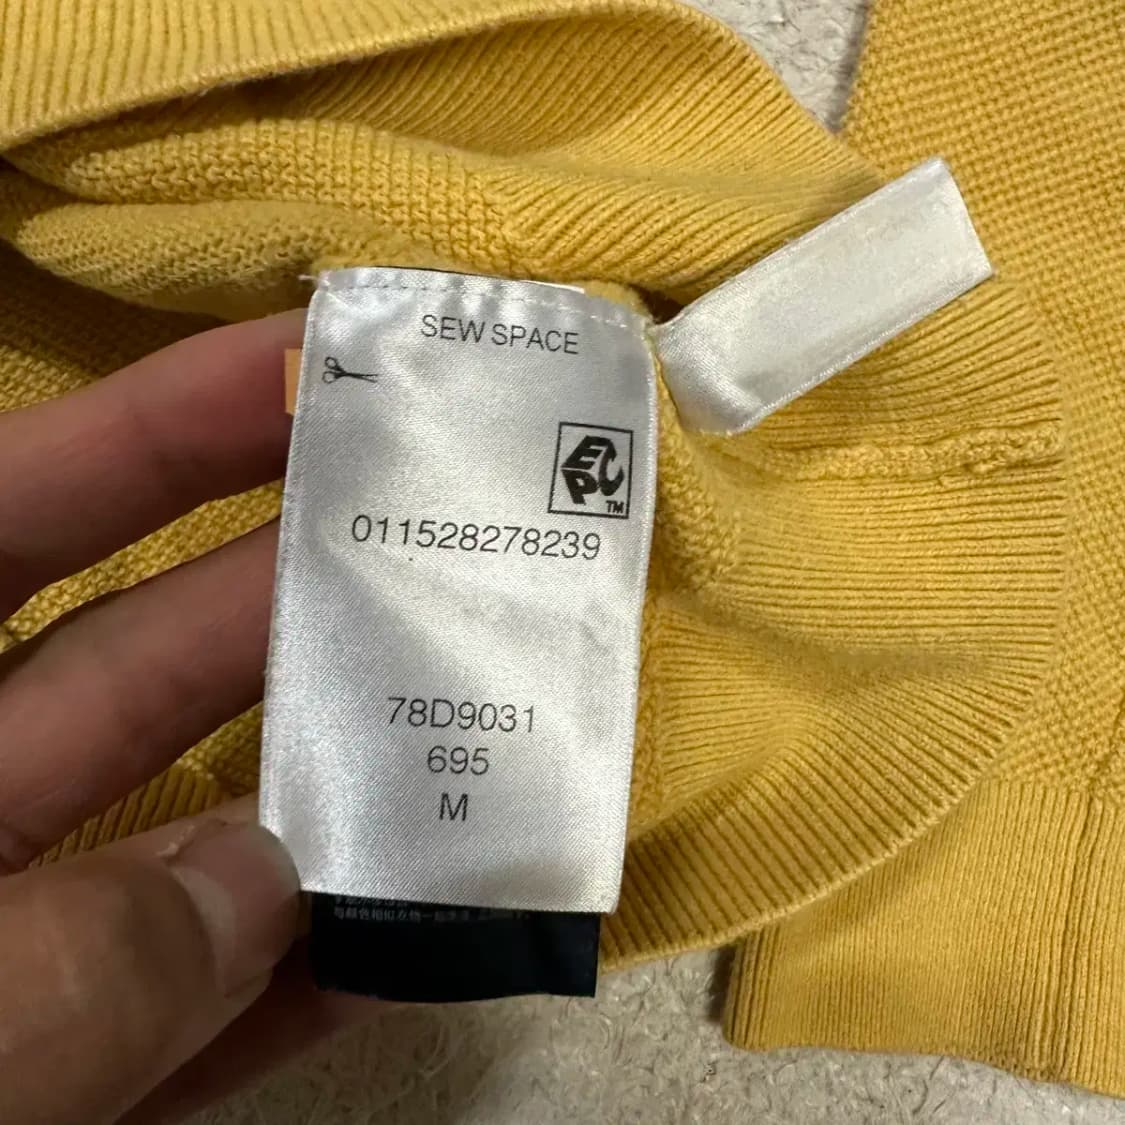 SEW SPACE
EPC
TM
011528278239
78D9031
695
M